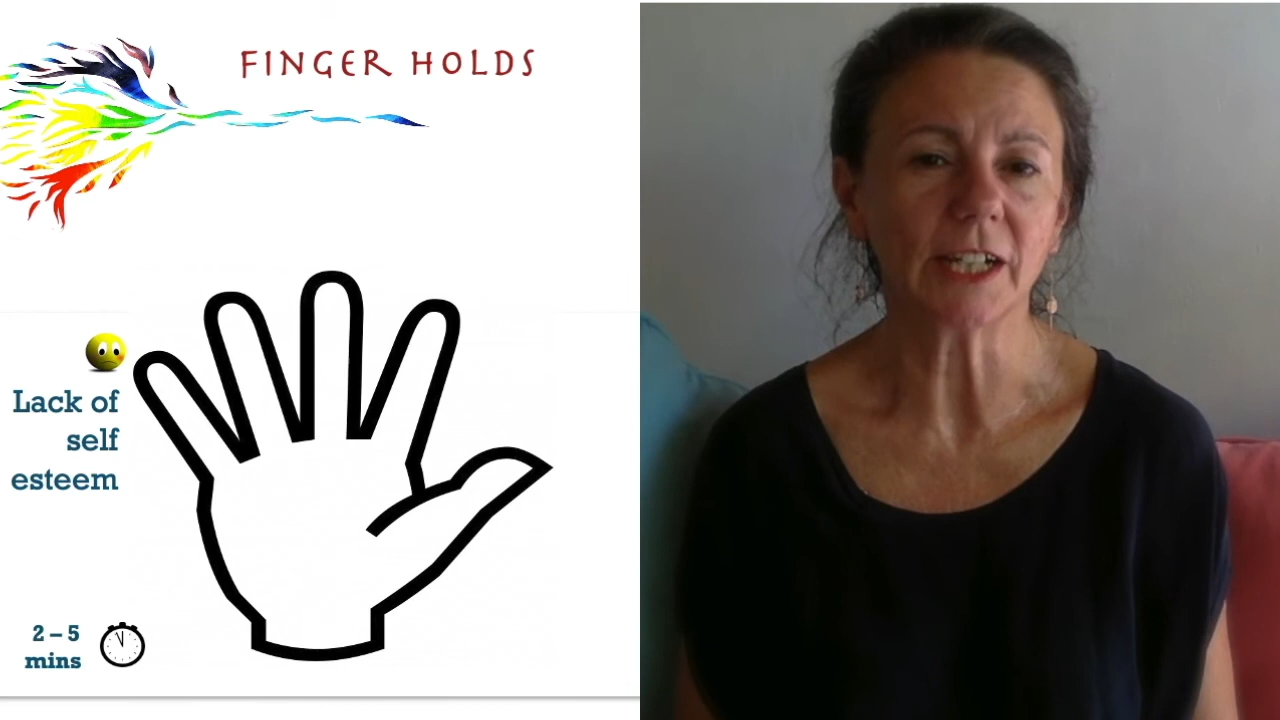 FINGER HOLDS
Lack of
self
esteem
2 – 5
mins